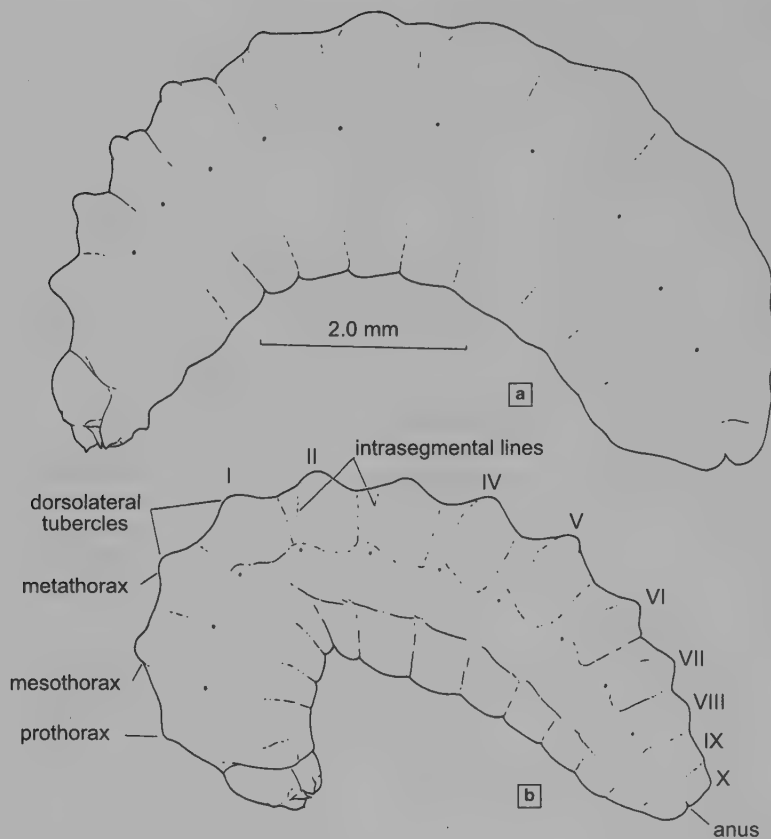 2.0 mm
a
I
II
intrasegmental lines
IV
dorsolateral
tubercles
V
metathorax
VI
VII
mesothorax
VIII
prothorax
IX
X
b
anus